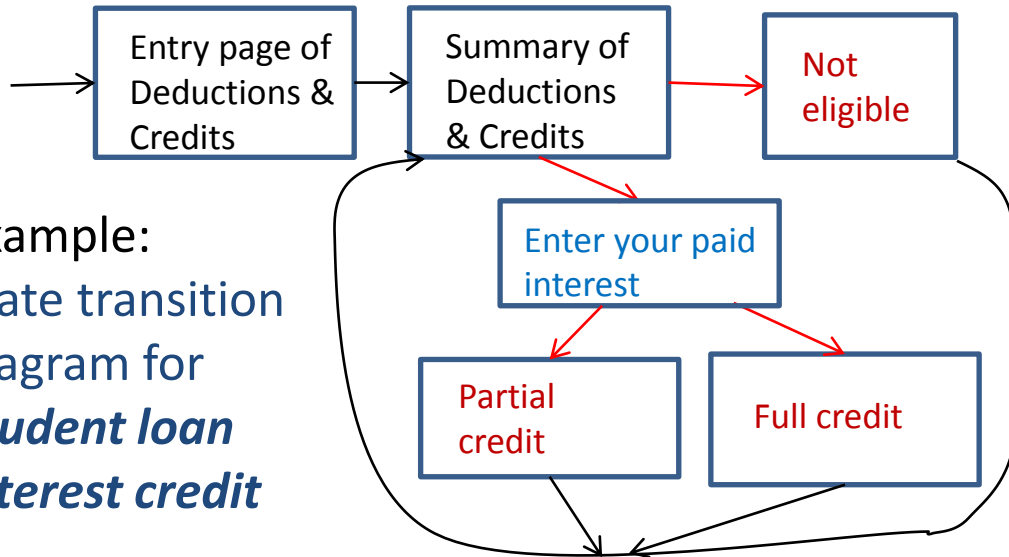 Entry page of
Deductions &
Credits
Summary of
Deductions
& Credits
Not
eligible
Enter your paid
interest
Partial
credit
Full credit
xample:
ate transition
agram for
udent loan
terest credit